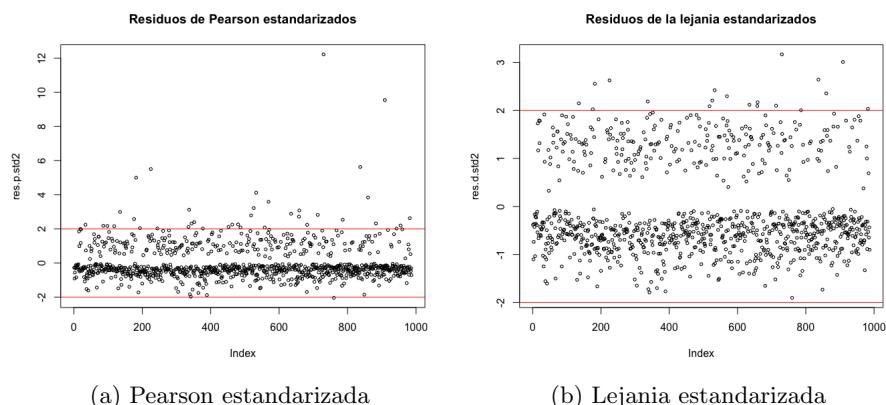 Residuos de Pearson estandarizados
res.p.std2
12
10
8
6
4
2
0
-2
0 200 400 600 800 1000
Index
(a) Pearson estandarizada
Residuos de la lejania estandarizados
res.d.std2
3
2
1
0
-1
-2
0 200 400 600 800 1000
Index
(b) Lejania estandarizada